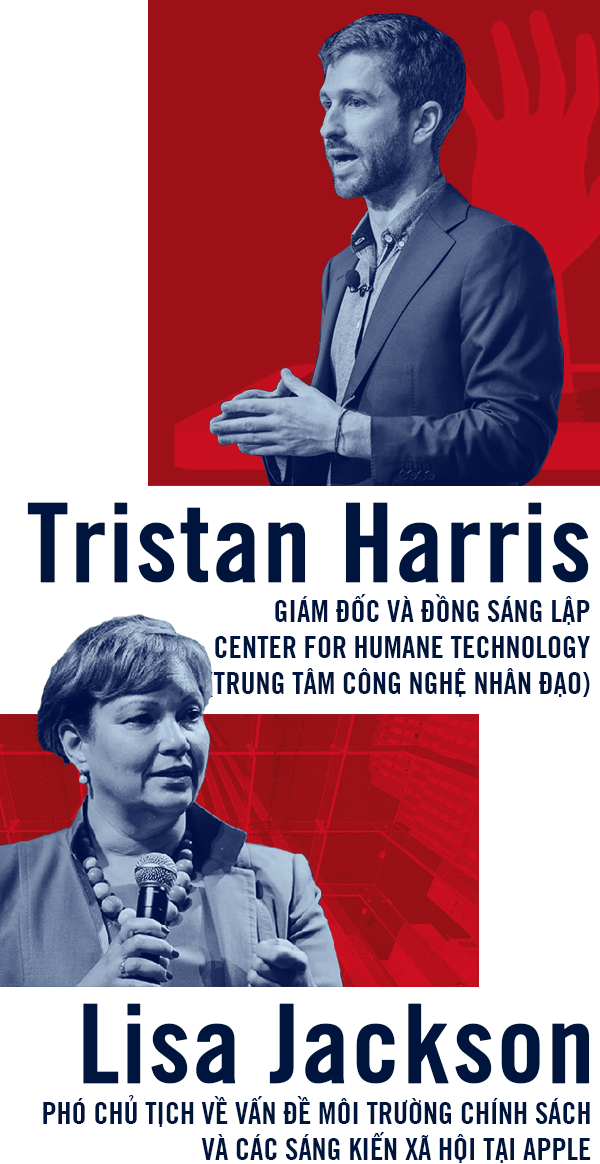 Tristan Harris
GIÁM ĐỐC VÀ ĐỒNG SÁNG LẬP
CENTER FOR HUMANE TECHNOLOGY
(TRUNG TÂM CÔNG NGHỆ NHÂN ĐẠO)
Lisa Jackson
PHÓ CHỦ TỊCH VỀ VẤN ĐỀ MÔI TRƯỜNG CHÍNH SÁCH
VÀ CÁC SÁNG KIẾN XÃ HỘI TẠI APPLE